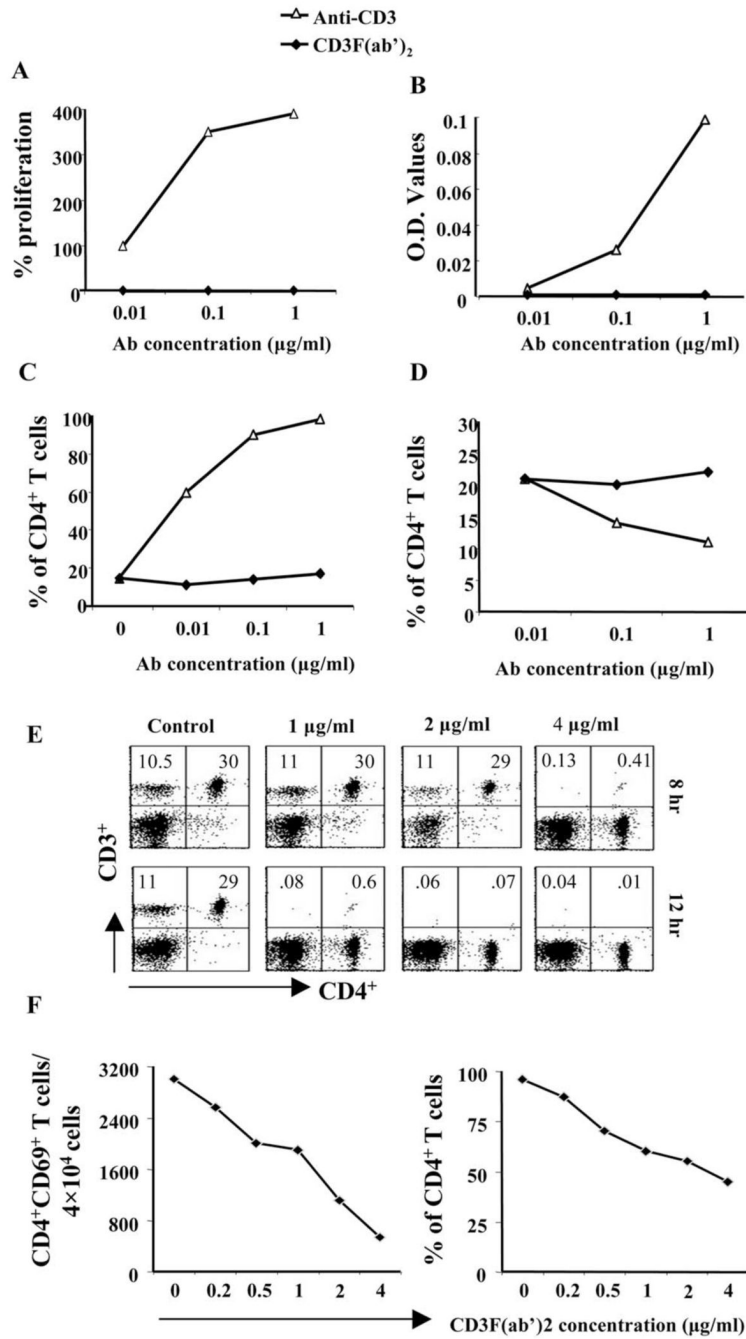 Anti-CD3
CD3F(ab')₂
A
% proliferation
400
300
200
100
0
0.01 0.1 1
Ab concentration (µg/ml)
B
O.D. Values
0.1
0.08
0.06
0.04
0.02
0
0.01 0.1 1
Ab concentration (µg/ml)
C
% of CD4⁺ T cells
100
80
60
40
20
0
0 0.01 0.1 1
Ab concentration (µg/ml)
D
% of CD4⁺ T cells
30
25
20
15
10
5
0
0.01 0.1 1
Ab concentration (µg/ml)
E
Control 1 µg/ml 2 µg/ml 4 µg/ml
10.5 30 11 30 11 29 0.13 0.41
8 hr
11 29 .08 0.6 .06 .07 0.04 .01
12 hr
CD3⁺
CD4⁺
F
CD4⁺CD69⁺ T cells/
4×10⁴ cells
3200
2400
1600
800
0
0 0.2 0.5 1 2 4
% of CD4⁺ T cells
100
75
50
25
0
0 0.2 0.5 1 2 4
CD3F(ab')2 concentration (µg/ml)